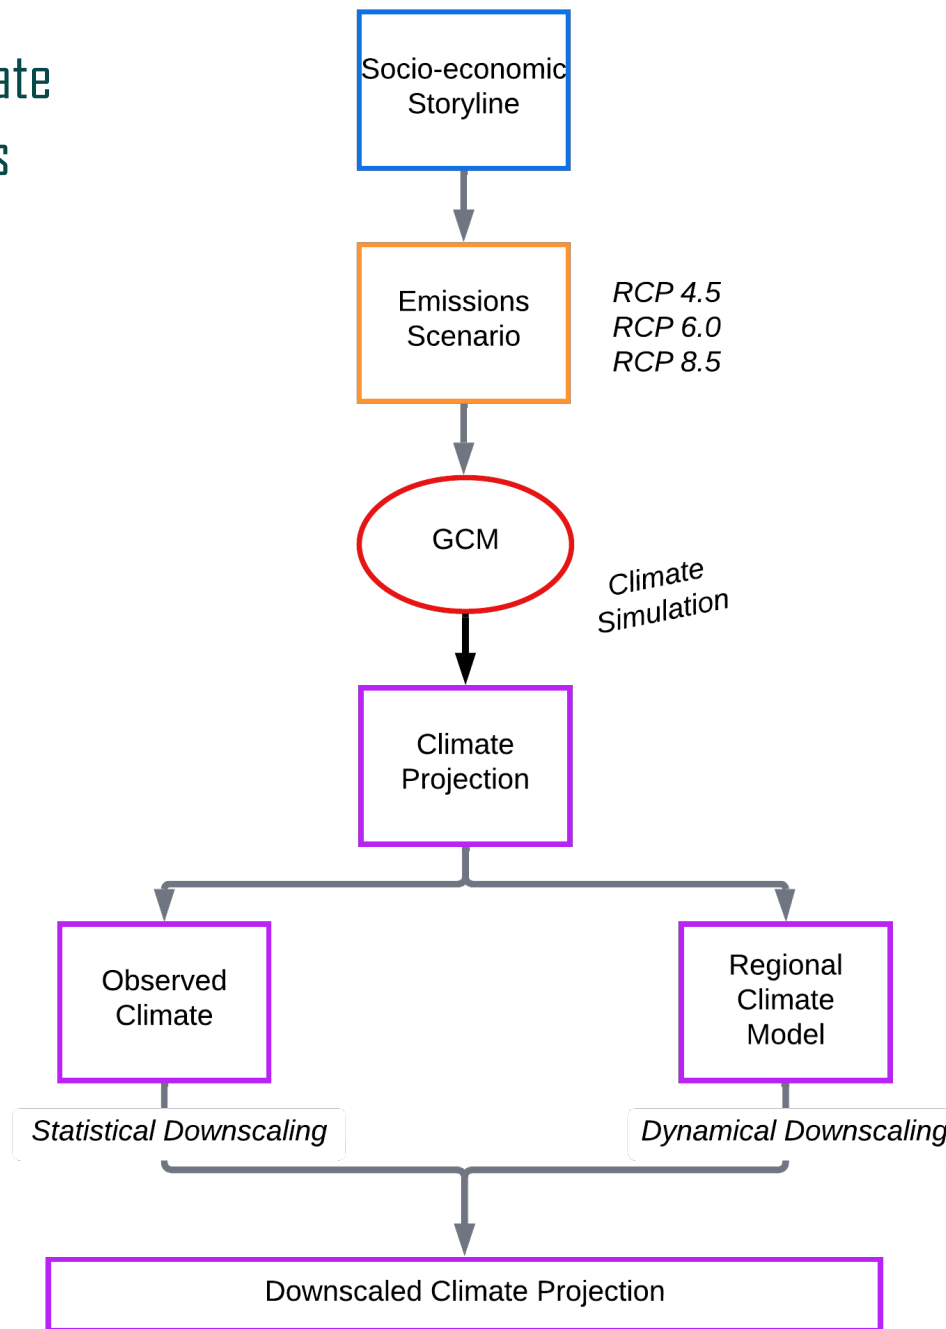 ate
s
Socio-economic
Storyline
Emissions
Scenario
RCP 4.5
RCP 6.0
RCP 8.5
GCM
Climate
Simulation
Climate
Projection
Observed
Climate
Regional
Climate
Model
Statistical Downscaling
Dynamical Downscaling
Downscaled Climate Projection